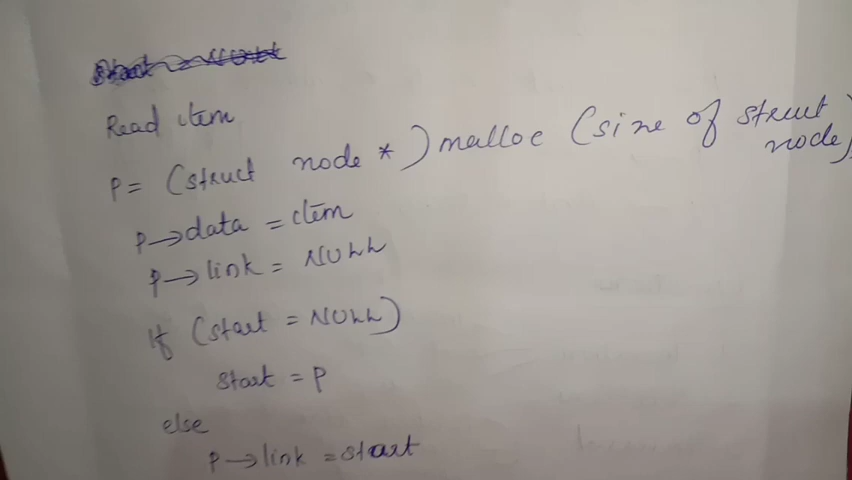 Read item
P = (struct node *) malloc (size of struct node)
P→data = item
P→link = NULL
If (start = NULL)
start = P
else
P→link = start